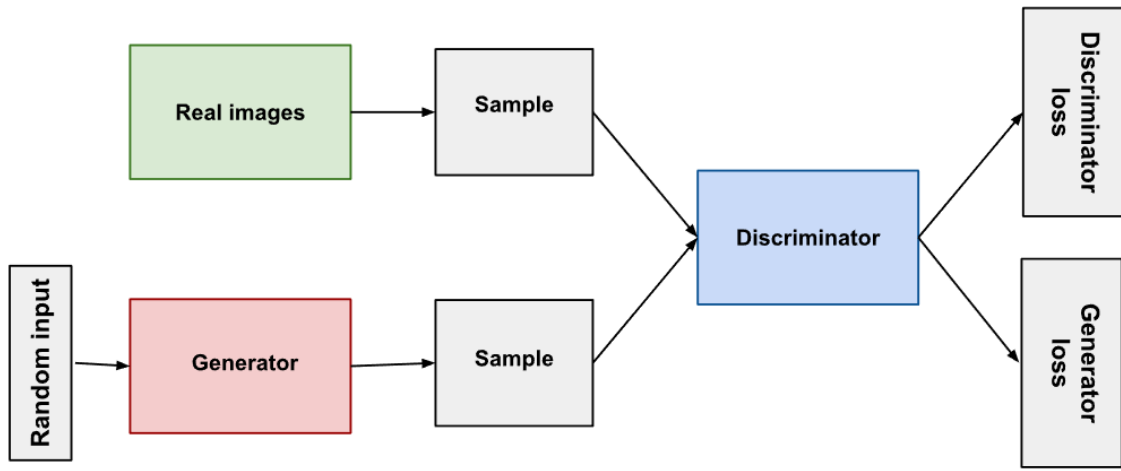 Real images
Sample
Discriminator
loss
Discriminator
Random input
Generator
Sample
Generator
loss